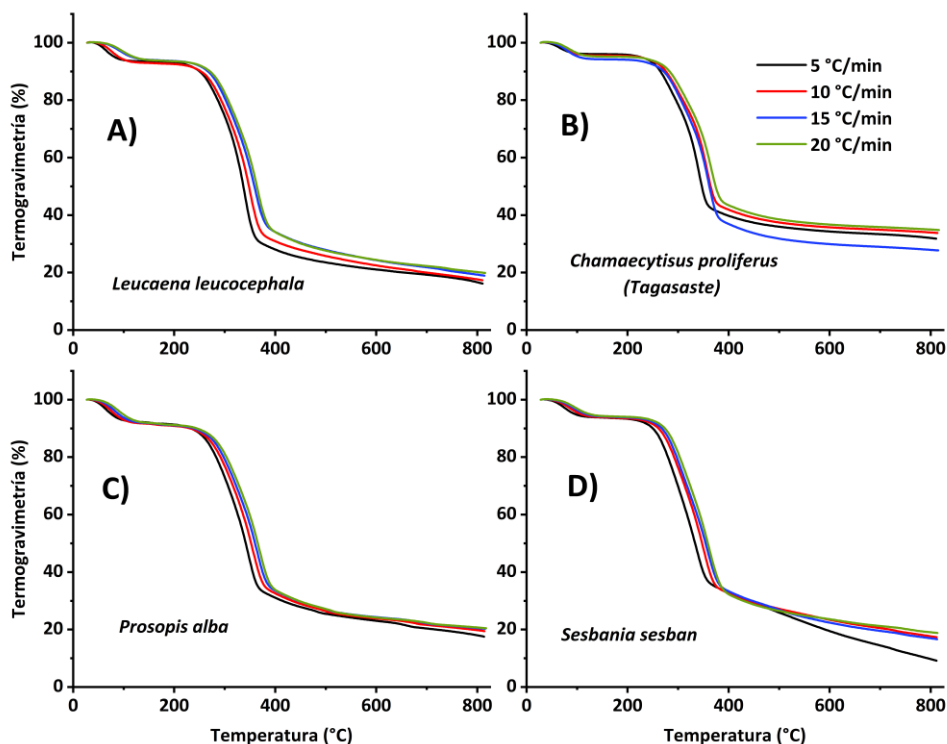 100
80
60
40
20
0
Termogravimetría (%)
A)
Leucaena leucocephala
0
200
400
600
800
100
80
60
40
20
0
B)
5 °C/min
10 °C/min
15 °C/min
20 °C/min
Chamaecytisus proliferus
(Tagasaste)
0
200
400
600
800
100
80
60
40
20
0
Termogravimetría (%)
C)
Prosopis alba
0
200
400
600
800
Temperatura (°C)
100
80
60
40
20
0
D)
Sesbania sesban
0
200
400
600
800
Temperatura (°C)